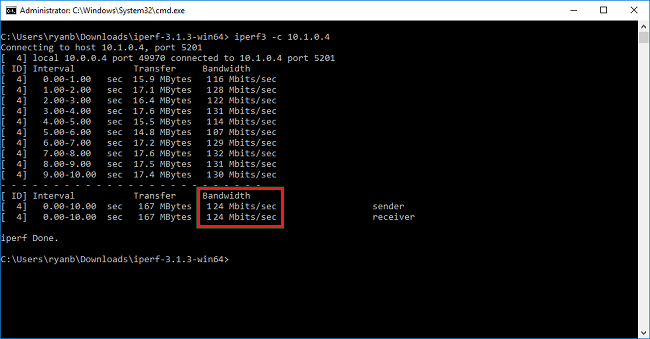 Administrator: C:\Windows\System32\cmd.exe
C:\Users\ryanb\Downloads\iperf-3.1.3-win64> iperf3 -c 10.1.0.4
Connecting to host 10.1.0.4, port 5201
[  4] local 10.0.0.4 port 49970 connected to 10.1.0.4 port 5201
[ ID] Interval           Transfer     Bandwidth
[  4]   0.00-1.00   sec  15.9 MBytes   116 Mbits/sec
[  4]   1.00-2.00   sec  17.1 MBytes   128 Mbits/sec
[  4]   2.00-3.00   sec  16.4 MBytes   122 Mbits/sec
[  4]   3.00-4.00   sec  17.6 MBytes   131 Mbits/sec
[  4]   4.00-5.00   sec  15.5 MBytes   114 Mbits/sec
[  4]   5.00-6.00   sec  14.8 MBytes   107 Mbits/sec
[  4]   6.00-7.00   sec  17.2 MBytes   129 Mbits/sec
[  4]   7.00-8.00   sec  17.6 MBytes   132 Mbits/sec
[  4]   8.00-9.00   sec  17.5 MBytes   131 Mbits/sec
[  4]   9.00-10.00  sec  17.4 MBytes   130 Mbits/sec
- - - - - - - - - - - - - - - - - - - - - - - - -
[ ID] Interval           Transfer     Bandwidth
[  4]   0.00-10.00  sec   167 MBytes   124 Mbits/sec                  sender
[  4]   0.00-10.00  sec   167 MBytes   124 Mbits/sec                  receiver
iperf Done.
C:\Users\ryanb\Downloads\iperf-3.1.3-win64>